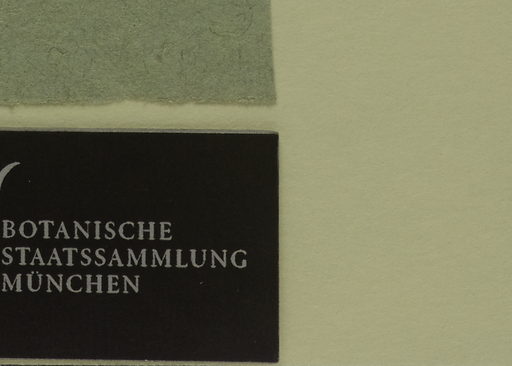 BOTANISCHE
STAATSSAMMLUNG
MÜNCHEN